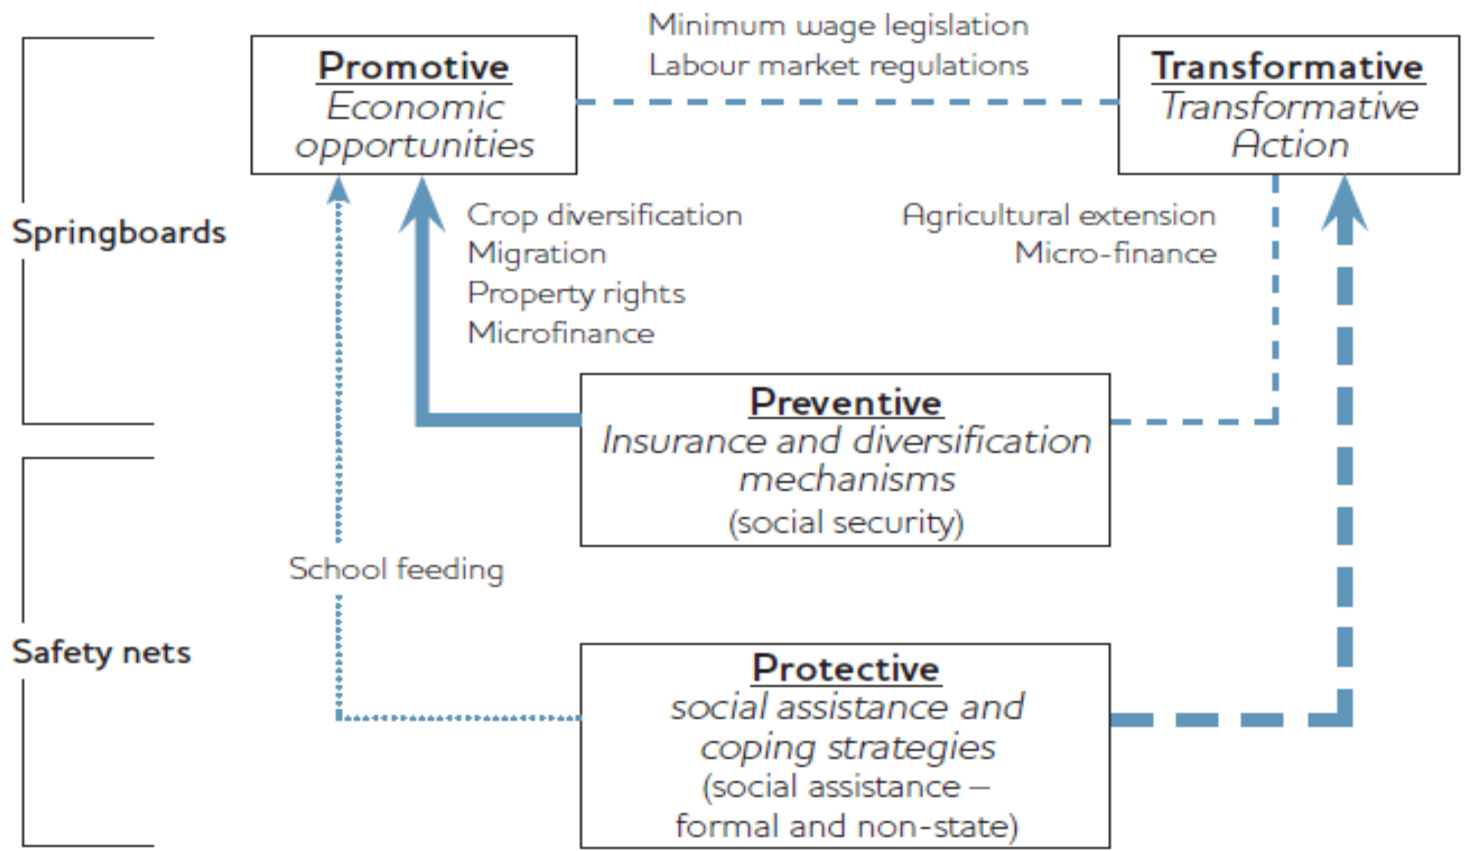 Minimum wage legislation
Labour market regulations
Promotive
Economic
opportunities
Transformative
Transformative
Action
Springboards
Crop diversification
Migration
Property rights
Microfinance
Agricultural extension
Micro-finance
Preventive
Insurance and diversification
mechanisms
(social security)
School feeding
Safety nets
Protective
social assistance and
coping strategies
(social assistance –
formal and non-state)